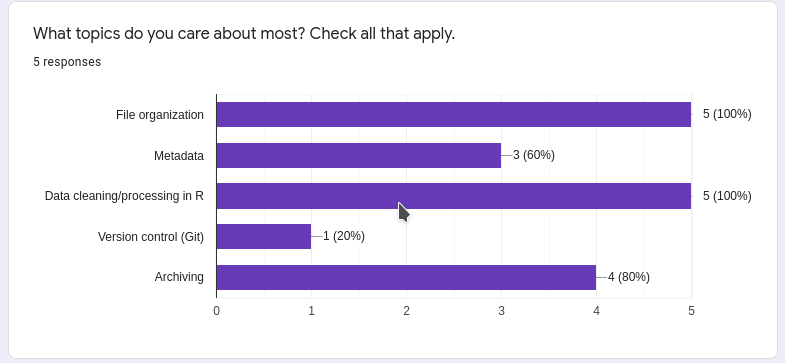 What topics do you care about most? Check all that apply.
5 responses
File organization 5 (100%)
Metadata 3 (60%)
Data cleaning/processing in R 5 (100%)
Version control (Git) 1 (20%)
Archiving 4 (80%)
0 1 2 3 4 5